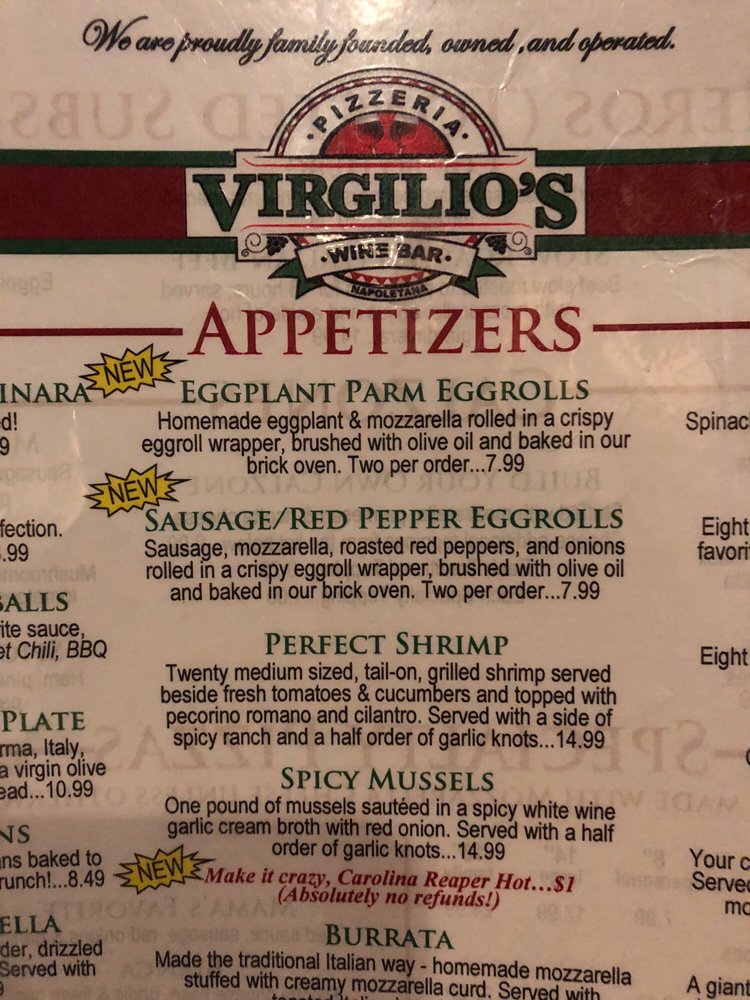 We are proudly family founded, owned ,and operated.
PIZZERIA
VIRGILIO'S
WINE BAR
NAPOLETANA
APPETIZERS
NEW
EGGPLANT PARM EGGROLLS
Homemade eggplant & mozzarella rolled in a crispy
eggroll wrapper, brushed with olive oil and baked in our
brick oven. Two per order...7.99
NEW
SAUSAGE/RED PEPPER EGGROLLS
Sausage, mozzarella, roasted red peppers, and onions
rolled in a crispy eggroll wrapper, brushed with olive oil
and baked in our brick oven. Two per order...7.99
PERFECT SHRIMP
Twenty medium sized, tail-on, grilled shrimp served
beside fresh tomatoes & cucumbers and topped with
pecorino romano and cilantro. Served with a side of
spicy ranch and a half order of garlic knots...14.99
SPICY MUSSELS
One pound of mussels sautéed in a spicy white wine
garlic cream broth with red onion. Served with a half
order of garlic knots...14.99
NEW
Make it crazy, Carolina Reaper Hot...$1
(Absolutely no refunds!)
BURRATA
Made the traditional Italian way - homemade mozzarella
stuffed with creamy mozzarella curd. Served with
INARA
ed!
9
fection.
.99
BALLS
rite sauce,
et Chili, BBQ
PLATE
rma, Italy,
a virgin olive
ead...10.99
NS
ns baked to
runch!...8.49
ELLA
der, drizzled
Served with
Spinac
Eight
favori
Eight
Your c
Served
mo
A giant